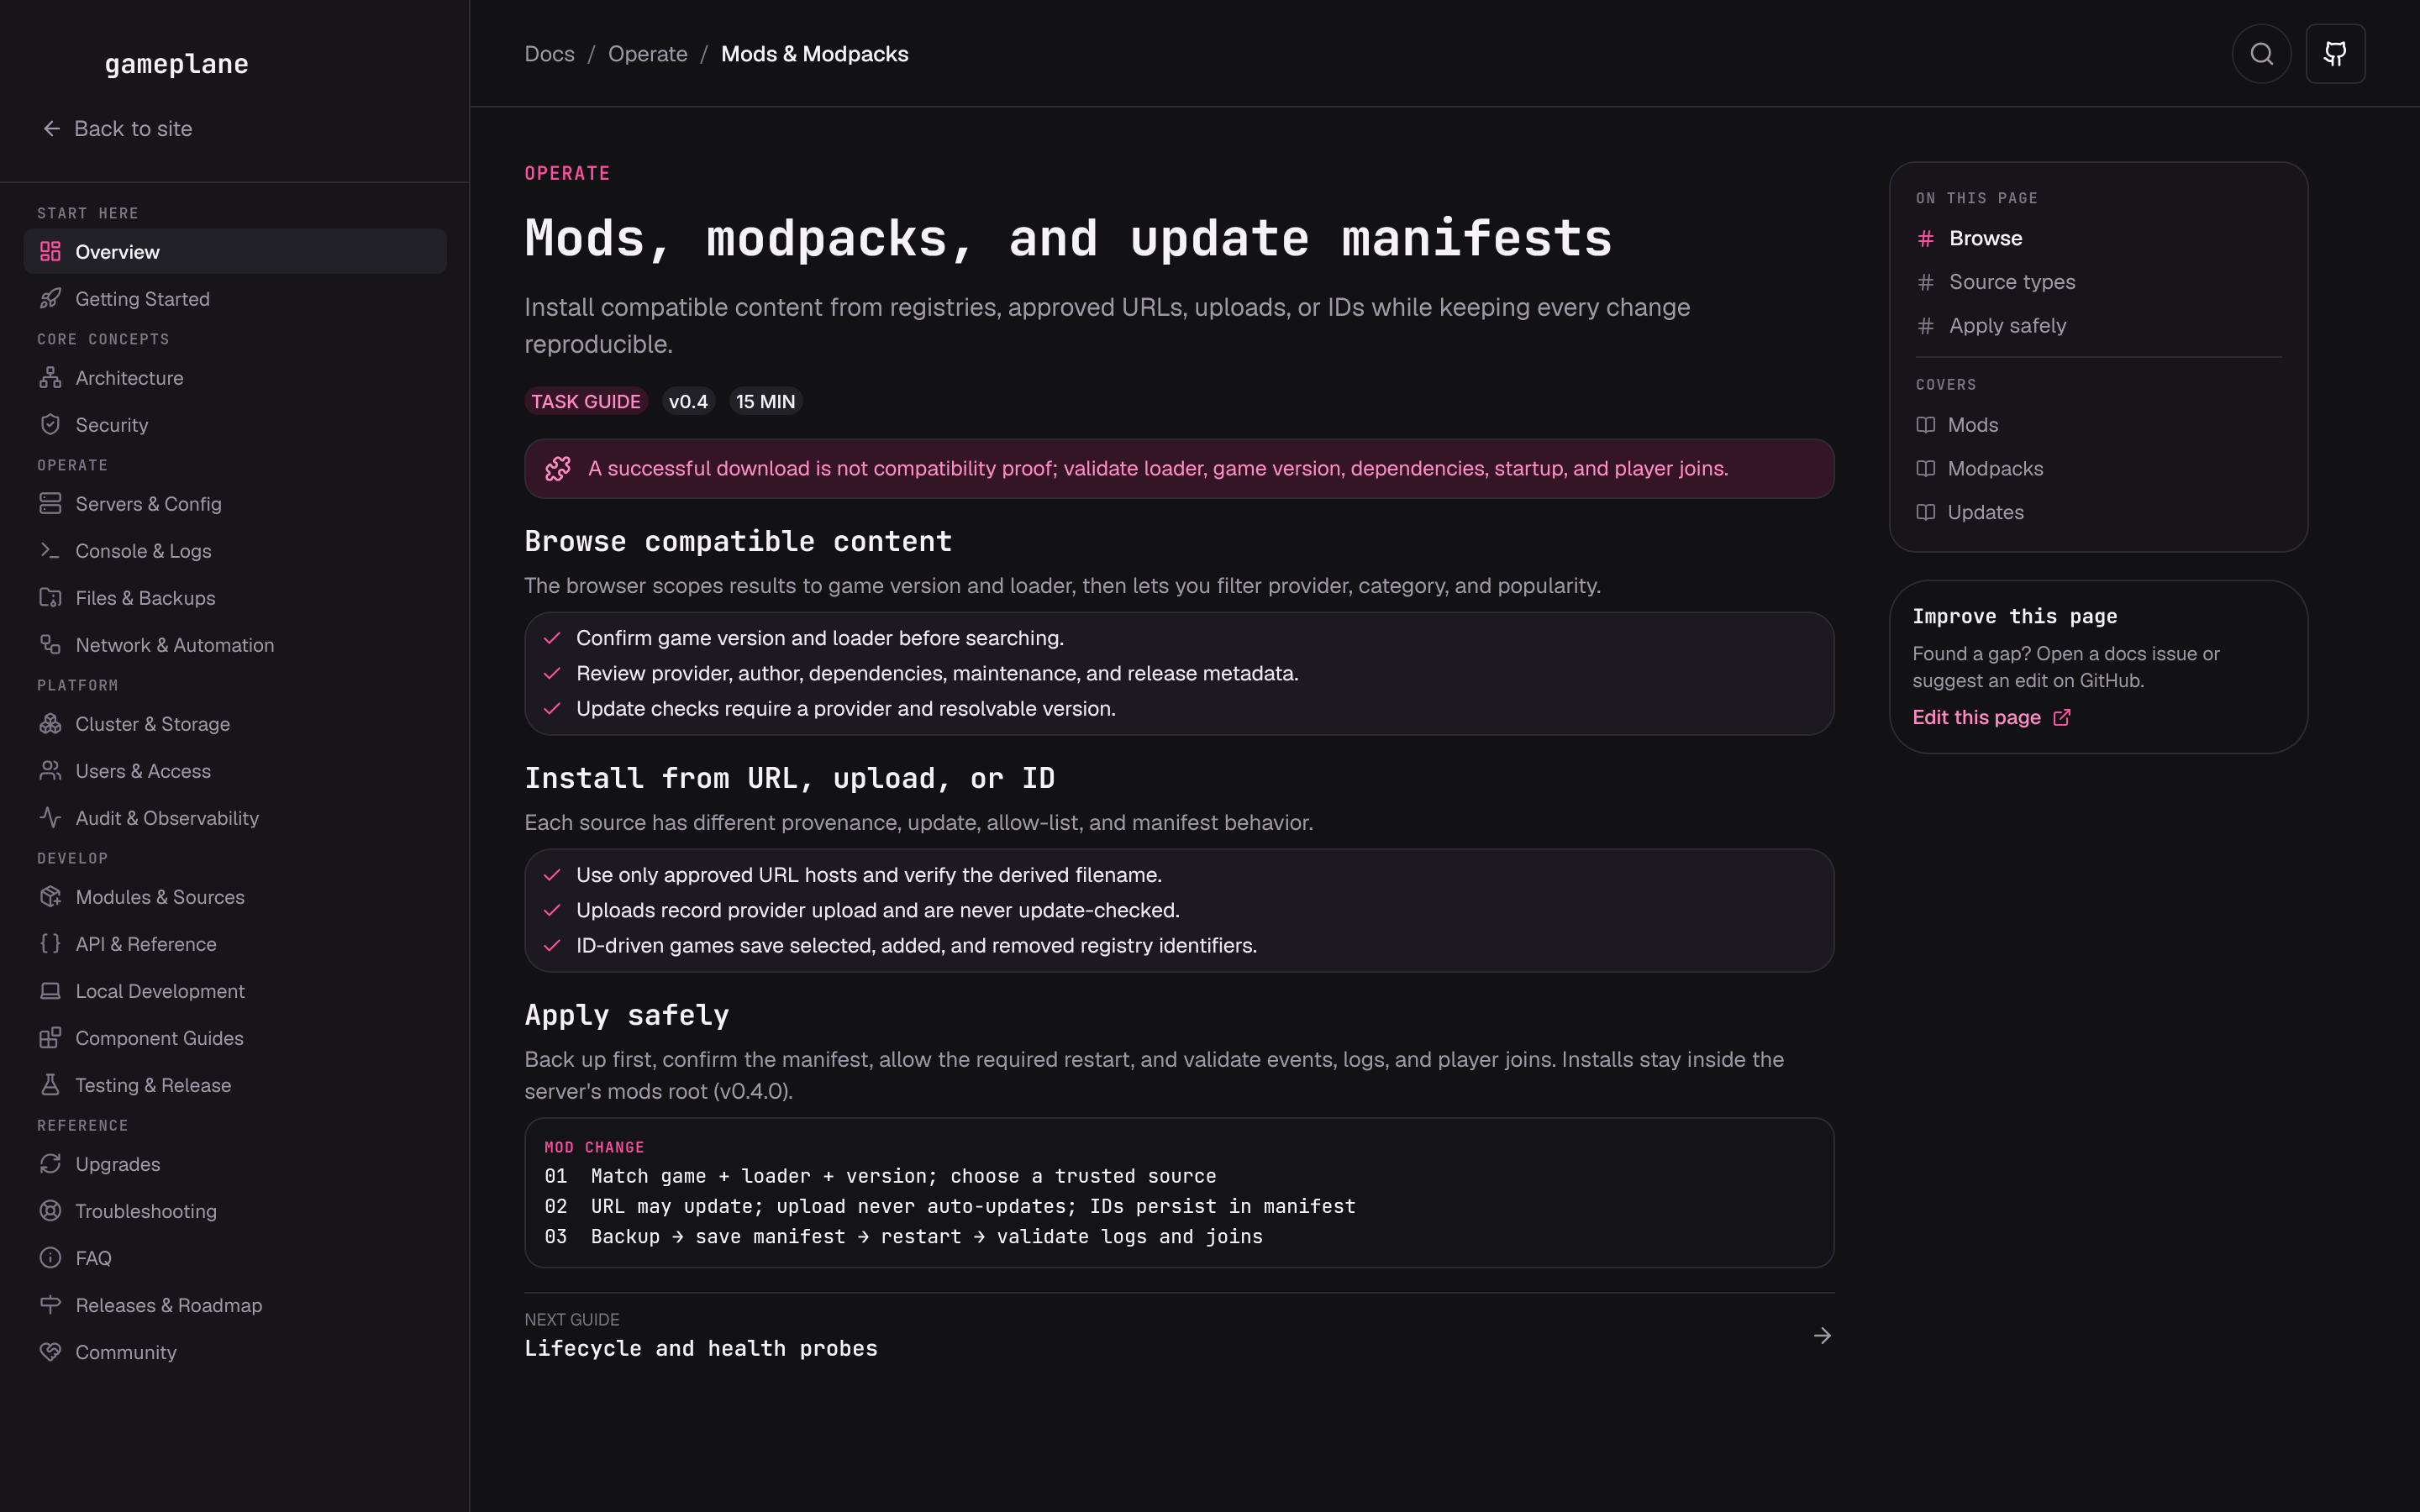 gameplane
Back to site
START HERE
Overview
Getting Started
CORE CONCEPTS
Architecture
Security
OPERATE
Servers & Config
Console & Logs
Files & Backups
Network & Automation
PLATFORM
Cluster & Storage
Users & Access
Audit & Observability
DEVELOP
Modules & Sources
API & Reference
Local Development
Component Guides
Testing & Release
REFERENCE
Upgrades
Troubleshooting
FAQ
Releases & Roadmap
Community
Docs / Operate / Mods & Modpacks
OPERATE
Mods, modpacks, and update manifests
Install compatible content from registries, approved URLs, uploads, or IDs while keeping every change
reproducible.
TASK GUIDE v0.4 15 MIN
A successful download is not compatibility proof; validate loader, game version, dependencies, startup, and player joins.
Browse compatible content
The browser scopes results to game version and loader, then lets you filter provider, category, and popularity.
Confirm game version and loader before searching.
Review provider, author, dependencies, maintenance, and release metadata.
Update checks require a provider and resolvable version.
Install from URL, upload, or ID
Each source has different provenance, update, allow-list, and manifest behavior.
Use only approved URL hosts and verify the derived filename.
Uploads record provider upload and are never update-checked.
ID-driven games save selected, added, and removed registry identifiers.
Apply safely
Back up first, confirm the manifest, allow the required restart, and validate events, logs, and player joins. Installs stay inside the
server's mods root (v0.4.0).
MOD CHANGE
01 Match game + loader + version; choose a trusted source
02 URL may update; upload never auto-updates; IDs persist in manifest
03 Backup → save manifest → restart → validate logs and joins
NEXT GUIDE
Lifecycle and health probes
ON THIS PAGE
# Browse
# Source types
# Apply safely
COVERS
Mods
Modpacks
Updates
Improve this page
Found a gap? Open a docs issue or
suggest an edit on GitHub.
Edit this page